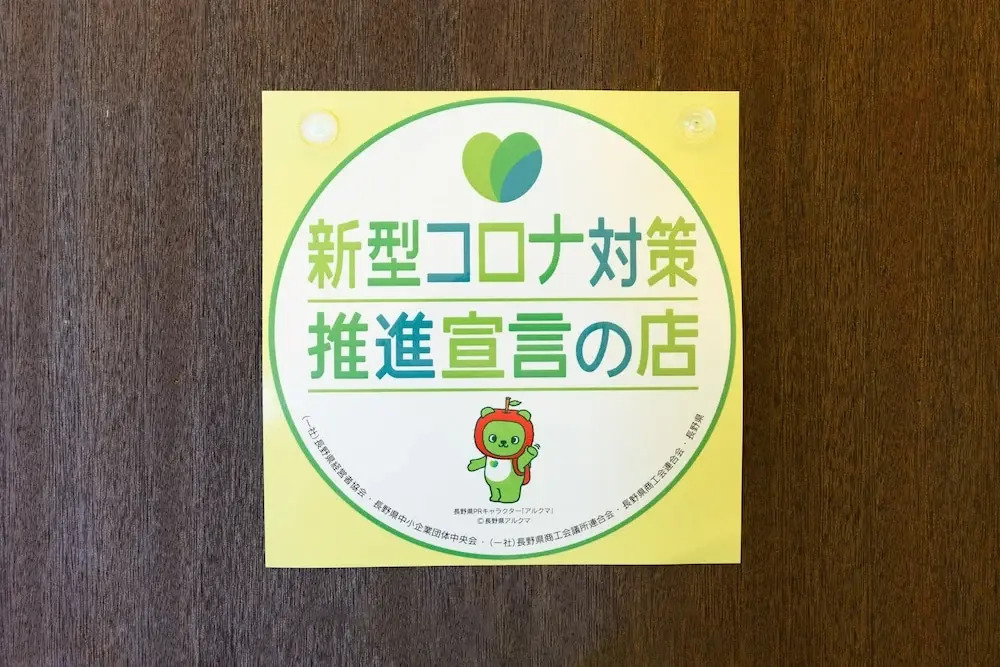 新型コロナ対策
推進宣言の店
長野県PRキャラクター「アルクマ」
©長野県アルクマ
(一社)長野県経営者協会・長野県中小企業団体中央会・(一社)長野県商工会議所連合会・長野県商工会連合会・長野県